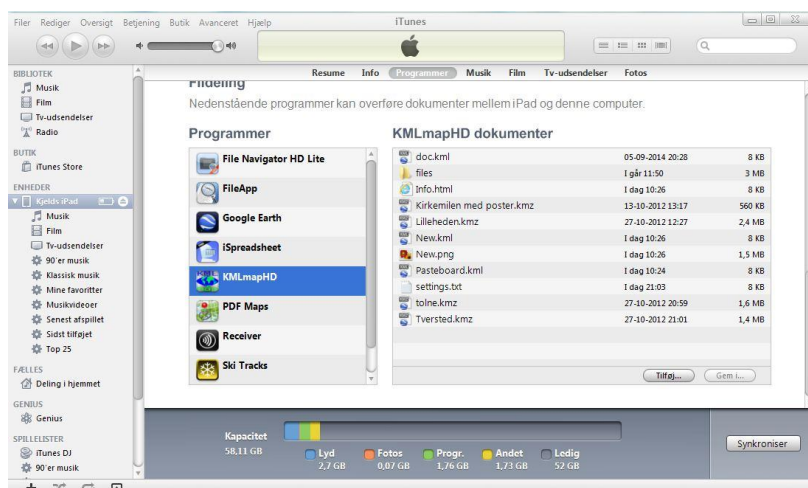 Filer Rediger Oversigt Betjening Butik Avanceret Hjælp
iTunes
BIBLIOTEK
Musik
Film
Tv-udsendelser
Radio
BUTIK
iTunes Store
ENHEDER
Kjelds iPad
Musik
Film
Tv-udsendelser
90'er musik
Klassisk musik
Mine favoritter
Musikvideoer
Senest afspillet
Sidst tilføjet
Top 25
FÆLLES
Deling i hjemmet
GENIUS
Genius
SPILLELISTER
iTunes DJ
90'er musik
Resume Info Programmer Musik Film Tv-udsendelser Fotos
Fildeling
Nedenstående programmer kan overføre dokumenter mellem iPad og denne computer.
Programmer
File Navigator HD Lite
FileApp
Google Earth
iSpreadsheet
KMLmapHD
PDF Maps
Receiver
Ski Tracks
KMLmapHD dokumenter
doc.kml 05-09-2014 20:28 8 KB
files I går 11:50 3 MB
Info.html I dag 10:26 8 KB
Kirkemilen med poster.kmz 13-10-2012 13:17 560 KB
Lilleheden.kmz 27-10-2012 12:27 2,4 MB
New.kml I dag 10:26 8 KB
New.png I dag 10:26 1,5 MB
Pasteboard.kml I dag 10:24 8 KB
settings.txt I dag 21:03 8 KB
tolne.kmz 27-10-2012 20:59 1,6 MB
Tversted.kmz 27-10-2012 21:01 1,4 MB
Tilføj... Gem i...
Kapacitet
58,11 GB
Lyd Fotos Progr. Andet Ledig
2,7 GB 0,07 GB 1,76 GB 1,73 GB 52 GB
Synkroniser